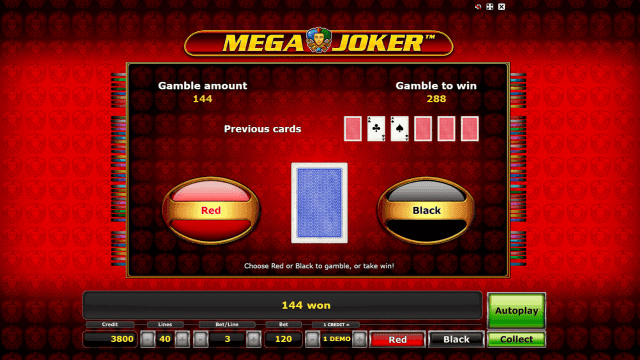 MEGA JOKER™
Gamble amount
Gamble to win
144
288
Previous cards
Red
Black
Choose Red or Black to gamble, or take win!
144 won
Autoplay
Credit
Lines
Bet/Line
Bet
1 CREDIT =
3800
40
3
120
1 DEMO
Red
Black
Collect